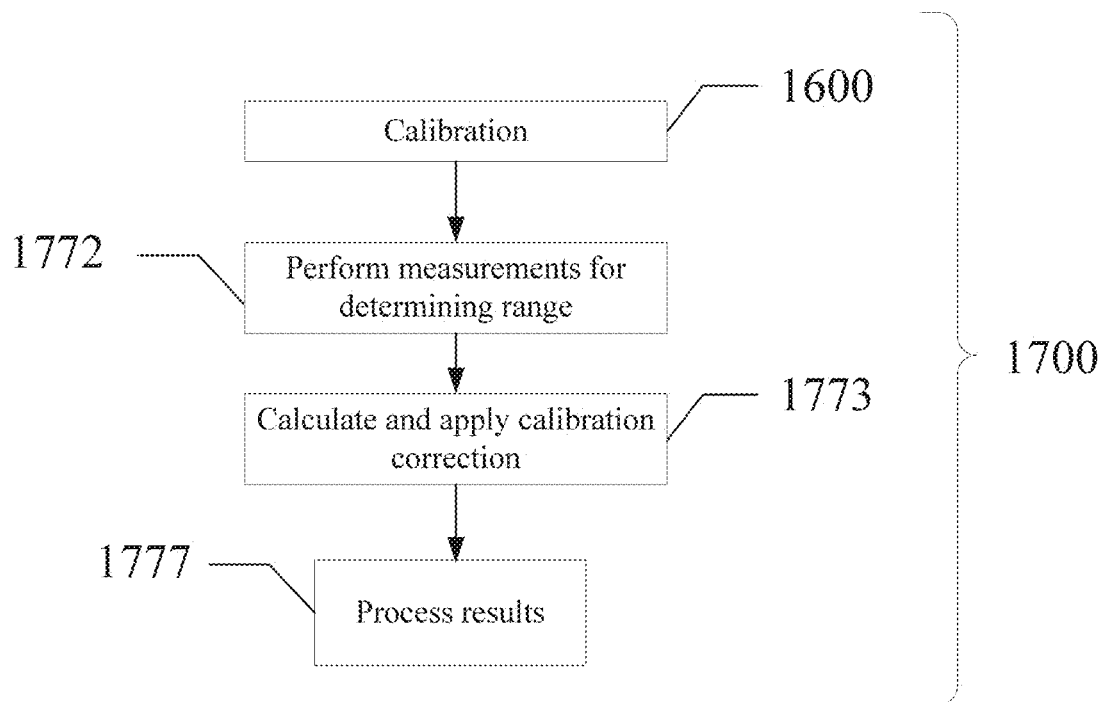 1600
Calibration
1772
Perform measurements for
determining range
1700
1773
Calculate and apply calibration
correction
1777
Process results